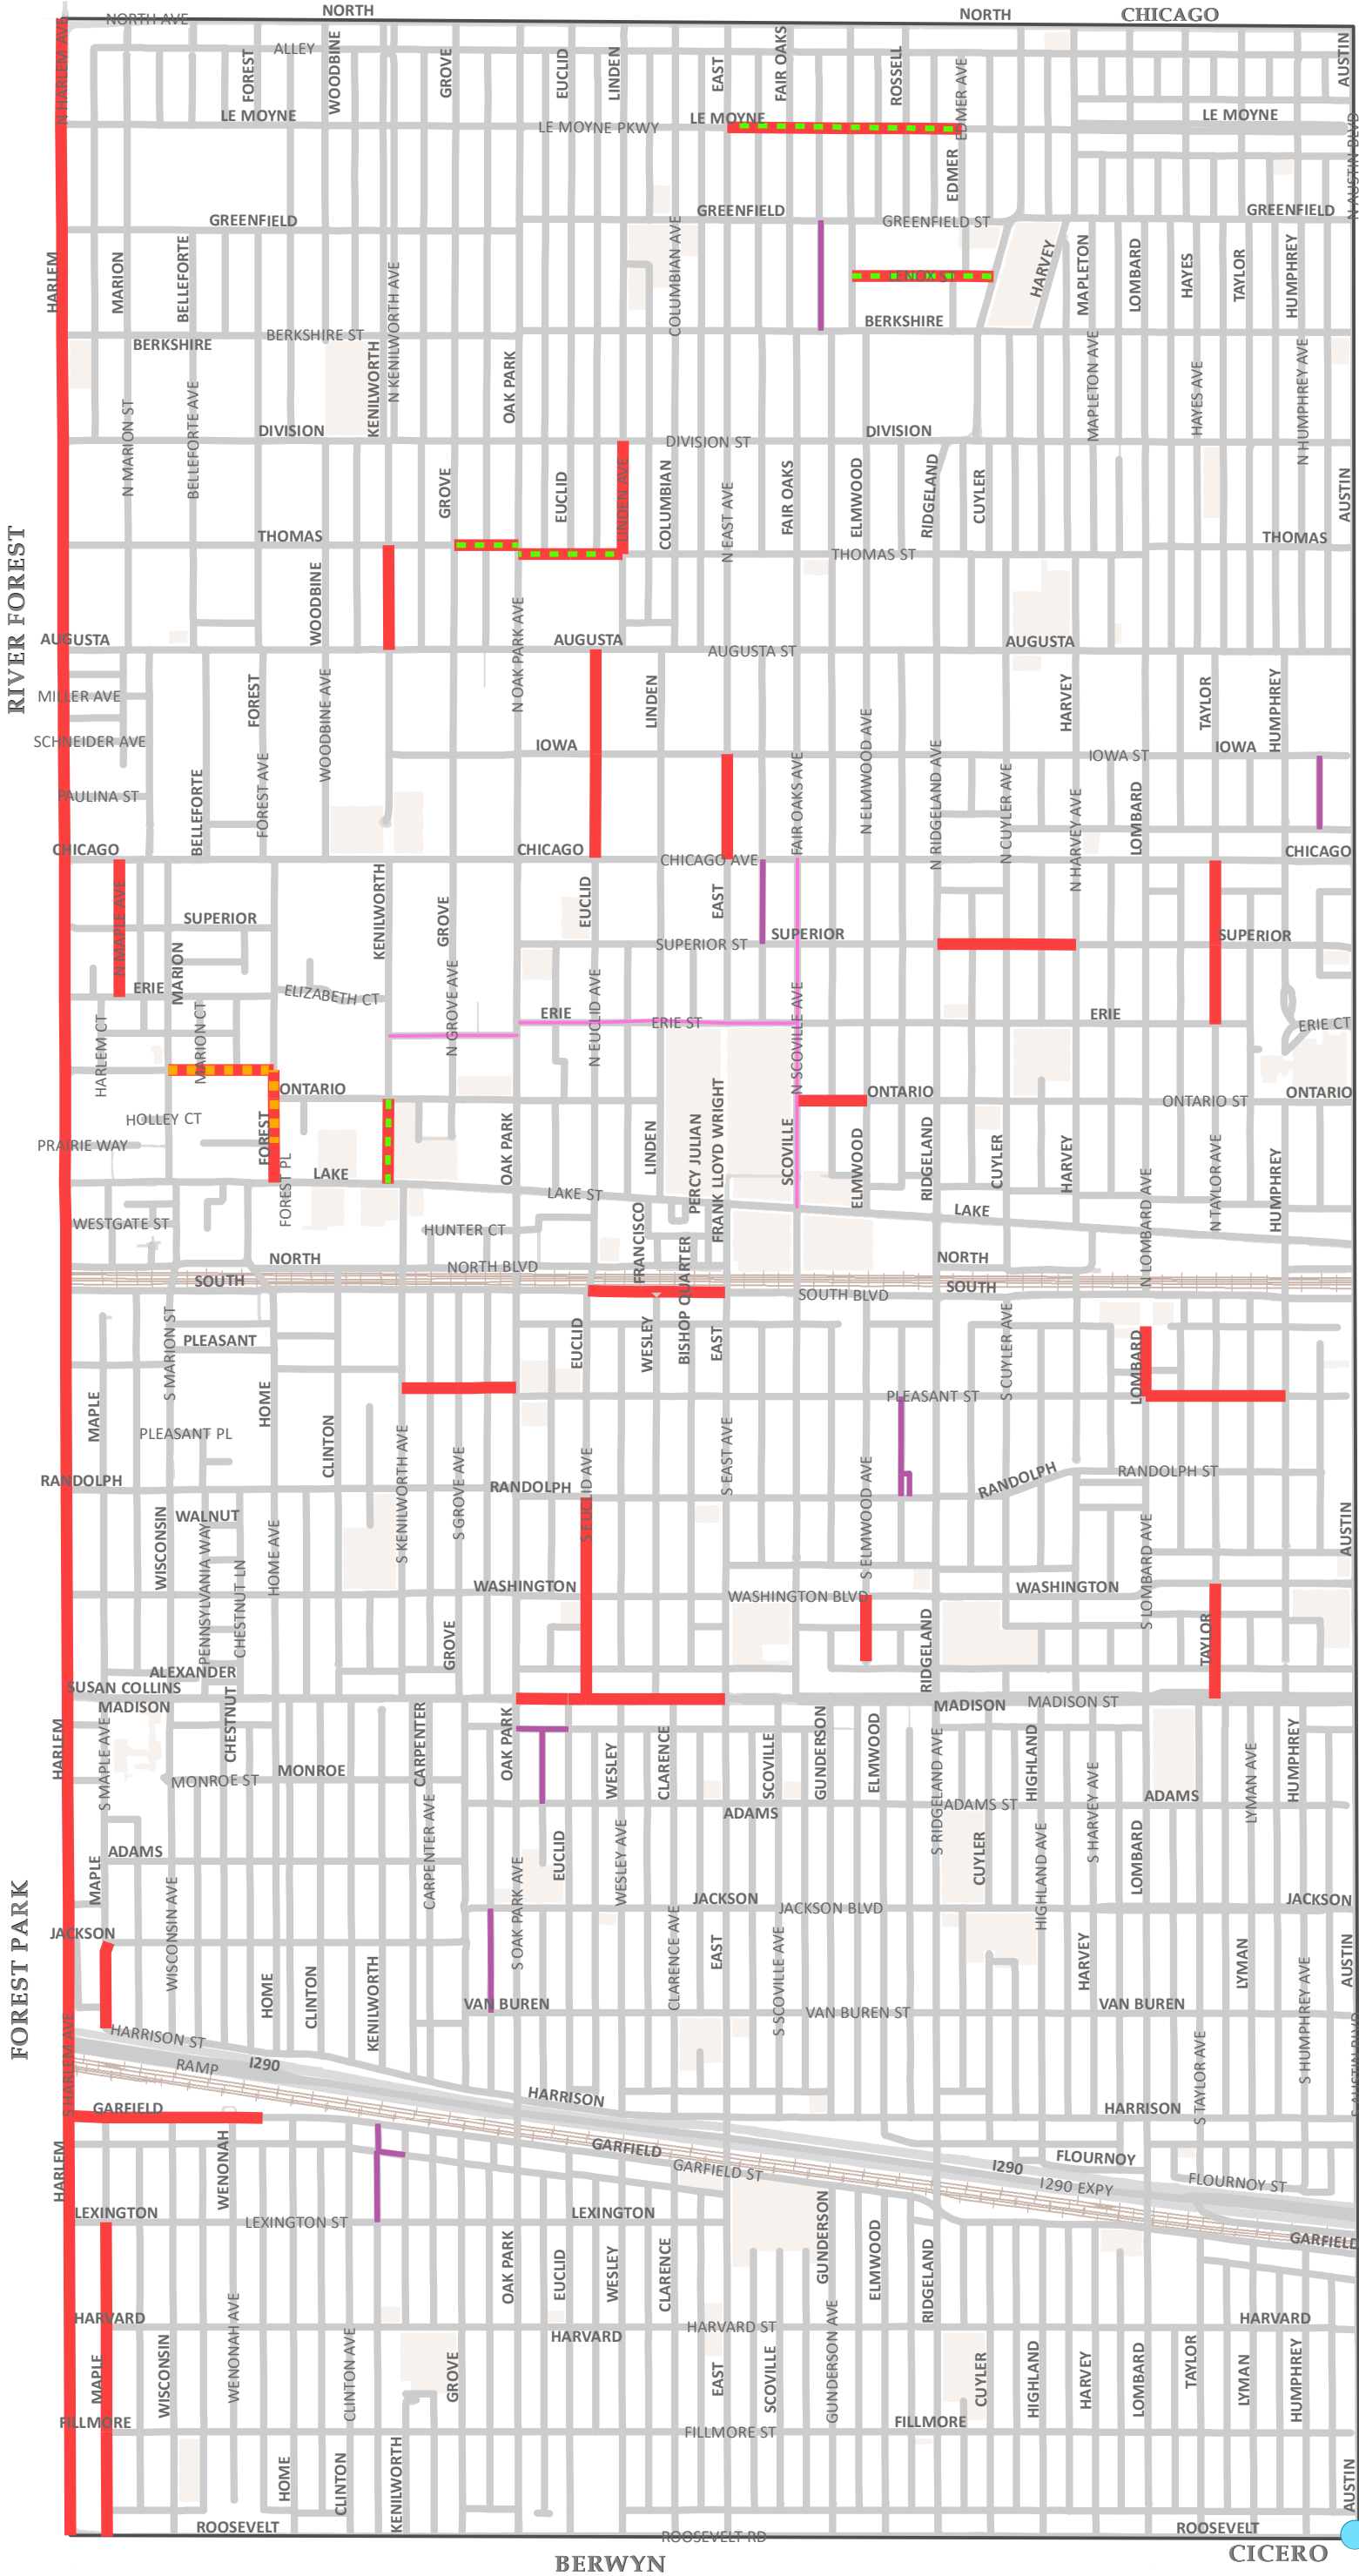 NORTH
NORTH
CHICAGO
NORTH AVE
N HARLEM AVE
ALLEY
FOREST
WOODBINE
GROVE
EUCLID
LINDEN
EAST
FAIR OAKS
ROSSELL
EDMER AVE
AUSTIN
LE MOYNE
LE MOYNE PKWY
LE MOYNE
LE MOYNE
N AUSTIN BLVD
EDMER
GREENFIELD
GREENFIELD
GREENFIELD ST
GREENFIELD
HARLEM
MARION
BELLEFORTE
N KENILWORTH AVE
COLUMBIAN AVE
LENOX ST
HARVEY
MAPLETON
LOMBARD
HAYES
TAYLOR
HUMPHREY
BERKSHIRE
BERKSHIRE ST
BERKSHIRE
KENILWORTH
OAK PARK
MAPLETON AVE
HAYES AVE
N HUMPHREY AVE
N MARION ST
BELLEFORTE AVE
DIVISION
DIVISION ST
DIVISION
GROVE
EUCLID
LINDEN AVE
COLUMBIAN
N EAST AVE
FAIR OAKS
ELMWOOD
RIDGELAND
CUYLER
AUSTIN
RIVER FOREST
THOMAS
THOMAS ST
THOMAS
WOODBINE
N OAK PARK AVE
AUGUSTA
AUGUSTA
AUGUSTA ST
AUGUSTA
MILLER AVE
FOREST
WOODBINE AVE
LINDEN
HARVEY
TAYLOR
HUMPHREY
SCHNEIDER AVE
IOWA
IOWA ST
IOWA
PAULINA ST
BELLEFORTE
FOREST AVE
FAIR OAKS AVE
N ELMWOOD AVE
N RIDGELAND AVE
N CUYLER AVE
N HARVEY AVE
LOMBARD
CHICAGO
CHICAGO
CHICAGO AVE
CHICAGO
N MAPLE AVE
KENILWORTH
GROVE
EUCLID
EAST
SUPERIOR
SUPERIOR ST
SUPERIOR
SUPERIOR
MARION
ERIE
ELIZABETH CT
N GROVE AVE
N EUCLID AVE
ERIE
ERIE ST
N SCOVILLE AVE
ERIE
ERIE CT
HARLEM CT
MARION CT
ONTARIO
ONTARIO
ONTARIO ST
ONTARIO
HOLLEY CT
PRAIRIE WAY
FOREST
FOREST PL
OAK PARK
LINDEN
PERCY JULIAN
FRANK LLOYD WRIGHT
SCOVILLE
ELMWOOD
RIDGELAND
CUYLER
HARVEY
N LOMBARD AVE
N TAYLOR AVE
HUMPHREY
LAKE
LAKE ST
LAKE
WESTGATE ST
HUNTER CT
FRANCISCO
NORTH
NORTH BLVD
NORTH
SOUTH
BISHOP QUARTER
SOUTH BLVD
SOUTH
S MARION ST
PLEASANT
EUCLID
WESLEY
EAST
S CUYLER AVE
LOMBARD
MAPLE
HOME
PLEASANT ST
PLEASANT PL
CLINTON
S KENILWORTH AVE
S GROVE AVE
S EUCLID AVE
S EAST AVE
S ELMWOOD AVE
RANDOLPH
RANDOLPH
RANDOLPH
RANDOLPH ST
WISCONSIN
WALNUT
PENNSYLVANIA WAY
CHESTNUT LN
HOME AVE
S LOMBARD AVE
AUSTIN
WASHINGTON
WASHINGTON BLVD
WASHINGTON
GROVE
RIDGELAND
TAYLOR
ALEXANDER
SUSAN COLLINS
MADISON
MADISON
MADISON ST
HARLEM
S MAPLE AVE
CHESTNUT
CARPENTER
OAK PARK
WESLEY
CLARENCE
SCOVILLE
GUNDERSON
ELMWOOD
S RIDGELAND AVE
HIGHLAND
S HARVEY AVE
LYMAN AVE
HUMPHREY
MONROE ST
MONROE
ADAMS
ADAMS ST
ADAMS
ADAMS
MAPLE
WISCONSIN AVE
CARPENTER AVE
S OAK PARK AVE
EUCLID
WESLEY AVE
CUYLER
HIGHLAND AVE
LOMBARD
FOREST PARK
JACKSON
JACKSON
JACKSON BLVD
JACKSON
HOME
CLINTON
KENILWORTH
CLARENCE AVE
EAST
S SCOVILLE AVE
HARVEY
LYMAN
S HUMPHREY AVE
AUSTIN
VAN BUREN
VAN BUREN ST
VAN BUREN
S HARLEM AVE
HARRISON ST
RAMP
I290
HARRISON
S TAYLOR AVE
HARRISON
GARFIELD
GARFIELD
GARFIELD ST
I290
I290 EXPY
FLOURNOY
FLOURNOY ST
GARFIELD
HARLEM
WENONAH
LEXINGTON
LEXINGTON ST
LEXINGTON
OAK PARK
EUCLID
WESLEY
CLARENCE
GUNDERSON
ELMWOOD
RIDGELAND
HARVARD
HARVARD
HARVARD ST
HARVARD
MAPLE
WISCONSIN
WENONAH AVE
CLINTON AVE
GROVE
EAST
SCOVILLE
GUNDERSON AVE
CUYLER
HIGHLAND
HARVEY
LOMBARD
TAYLOR
LYMAN
HUMPHREY
FILLMORE
FILLMORE ST
FILLMORE
HOME
CLINTON
KENILWORTH
AUSTIN
ROOSEVELT
ROOSEVELT RD
ROOSEVELT
BERWYN
CICERO